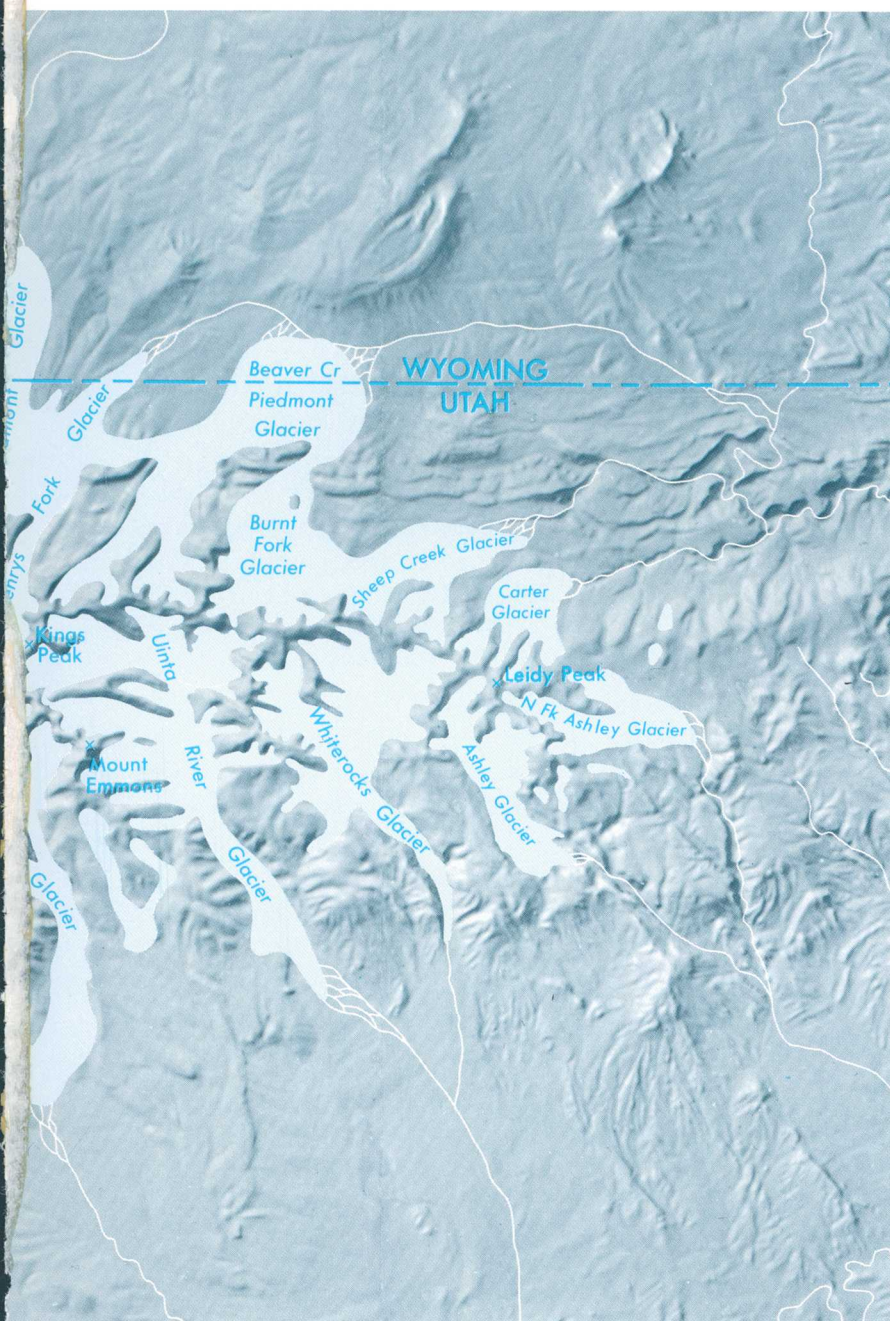 Glacier
WYOMING
UTAH
Beaver Cr
Piedmont
Glacier
Glacier
Fork
Burnt
Fork
Glacier
Sheep Creek Glacier
Carter
Glacier
Kings
Peak
Uinta
River
Glacier
Leidy Peak
N Fk Ashley Glacier
Whiterocks Glacier
Ashley Glacier
Mount
Emmons
Glacier